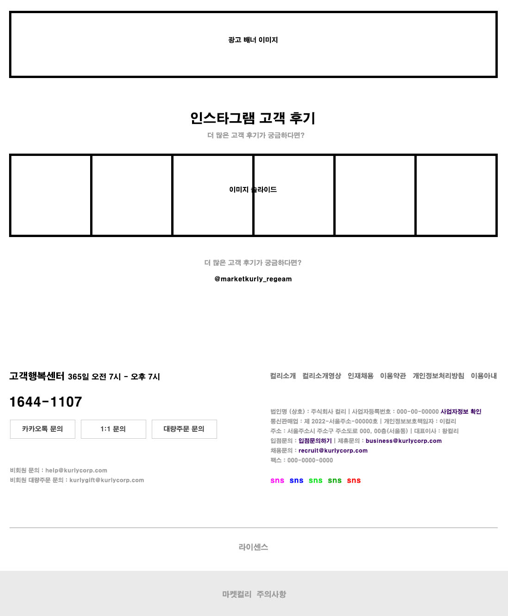 광고 배너 이미지
인스타그램 고객 후기
더 많은 고객 후기가 궁금하다면?
이미지 슬라이드
더 많은 고객 후기가 궁금하다면?
@marketkurly_regeam
고객행복센터 365일 오전 7시 - 오후 7시
1644-1107
카카오톡 문의 1:1 문의 대량주문 문의
비회원 문의 : help@kurlycorp.com
비회원 대량주문 문의 : kurlygift@kurlycorp.com
컬리소개 컬리소개영상 인재채용 이용약관 개인정보처리방침 이용아내
법인명 (상호) : 주식회사 컬리 | 사업자등록번호 : 000-00-00000 사업자정보 확인
통신판매업 : 제 2022-서울주소-00000호 | 개인정보보호책임자 : 이컬리
주소 : 서울주소시 주소구 주소도로 000, 00층(서울동) | 대표이사 : 왕컬리
입점문의 : 입점문의하기 | 제휴문의 : business@kurlycorp.com
채용문의 : recruit@kurlycorp.com
팩스 : 000-0000-0000
sns sns sns sns sns
라이센스
마켓컬리 주의사항